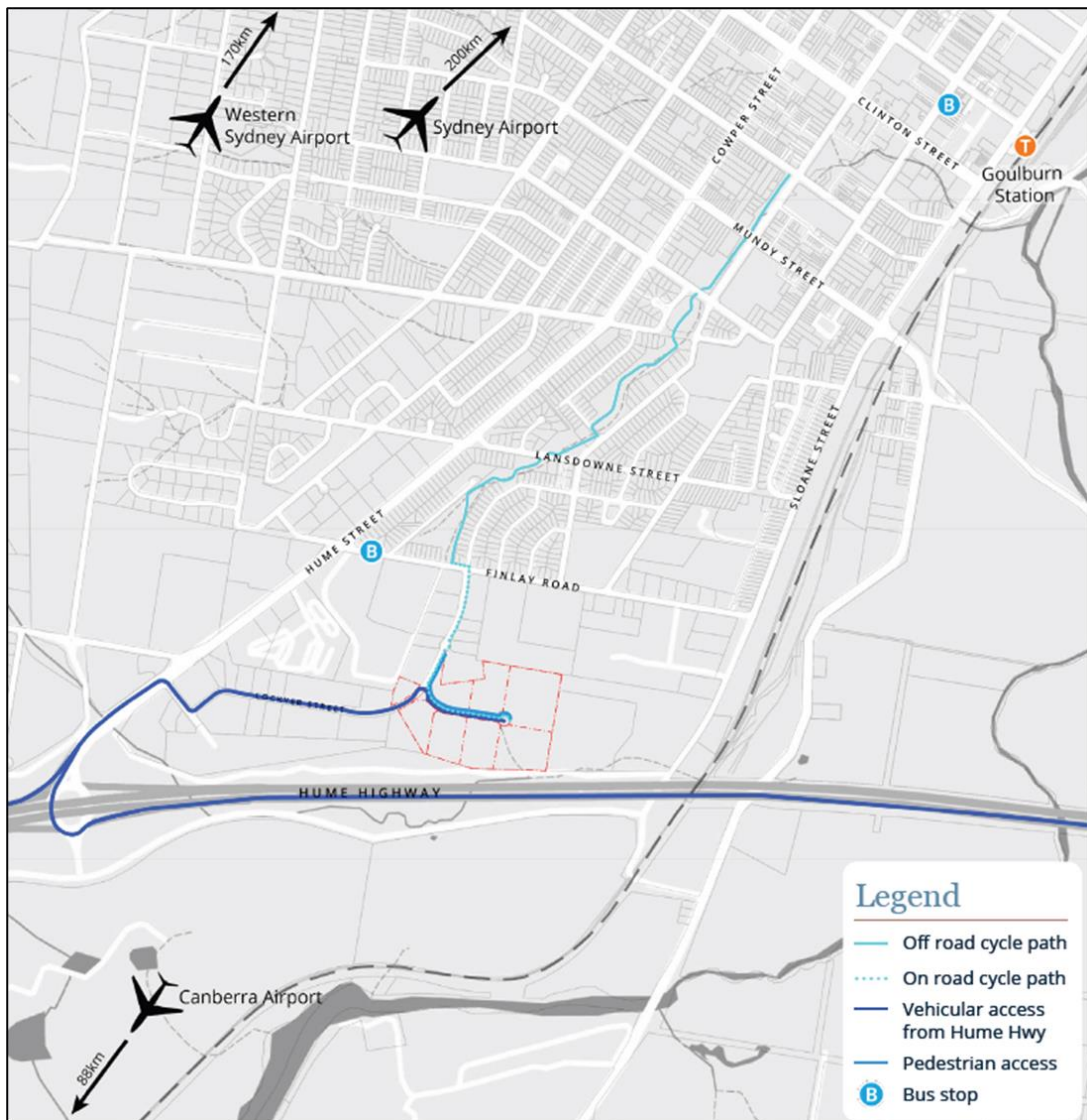 170km
Western
Sydney Airport
200km
Sydney Airport
COWPER STREET
CLINTON STREET
B
T
Goulburn
Station
MUNDY STREET
LANSDOWNE STREET
SLOANE STREET
HUME STREET
B
FINLAY ROAD
LOCKYER STREET
HUME HIGHWAY
Canberra Airport
88km
Legend
Off road cycle path
On road cycle path
Vehicular access
from Hume Hwy
Pedestrian access
B
Bus stop